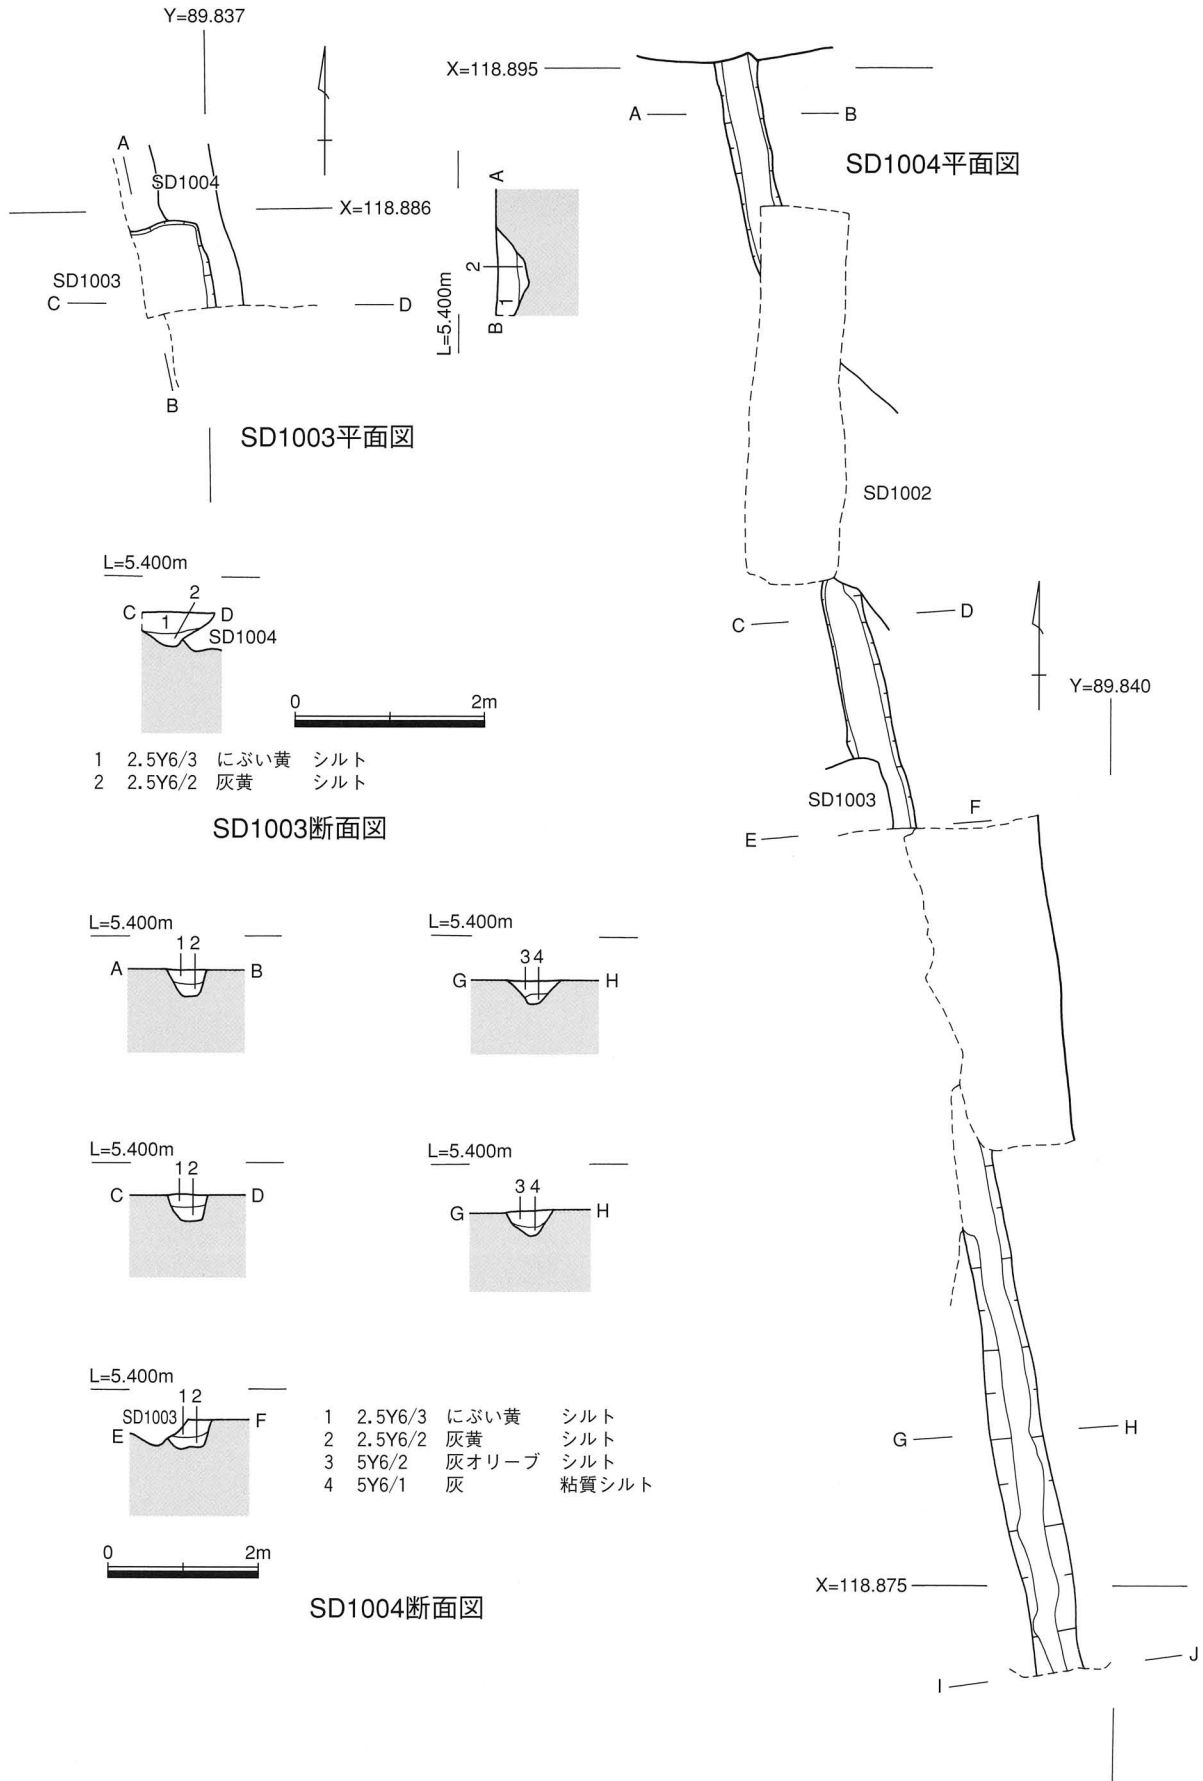 Y=89.837
A
SD1004
X=118.886
SD1003
C
D
B
SD1003平面図
A
2
1
B
L=5.400m
L=5.400m
2
C
1
D
SD1004
0
2m
1 2.5Y6/3 にぶい黄 シルト
2 2.5Y6/2 灰黄 シルト
SD1003断面図
L=5.400m
1 2
A
B
L=5.400m
3 4
G
H
L=5.400m
1 2
C
D
L=5.400m
3 4
G
H
L=5.400m
1 2
SD1003
E
F
1 2.5Y6/3 にぶい黄 シルト
2 2.5Y6/2 灰黄 シルト
3 5Y6/2 灰オリーブ シルト
4 5Y6/1 灰 粘質シルト
0
2m
SD1004断面図
X=118.895
A
B
SD1004平面図
SD1002
C
D
Y=89.840
SD1003
E
F
G
H
X=118.875
I
J